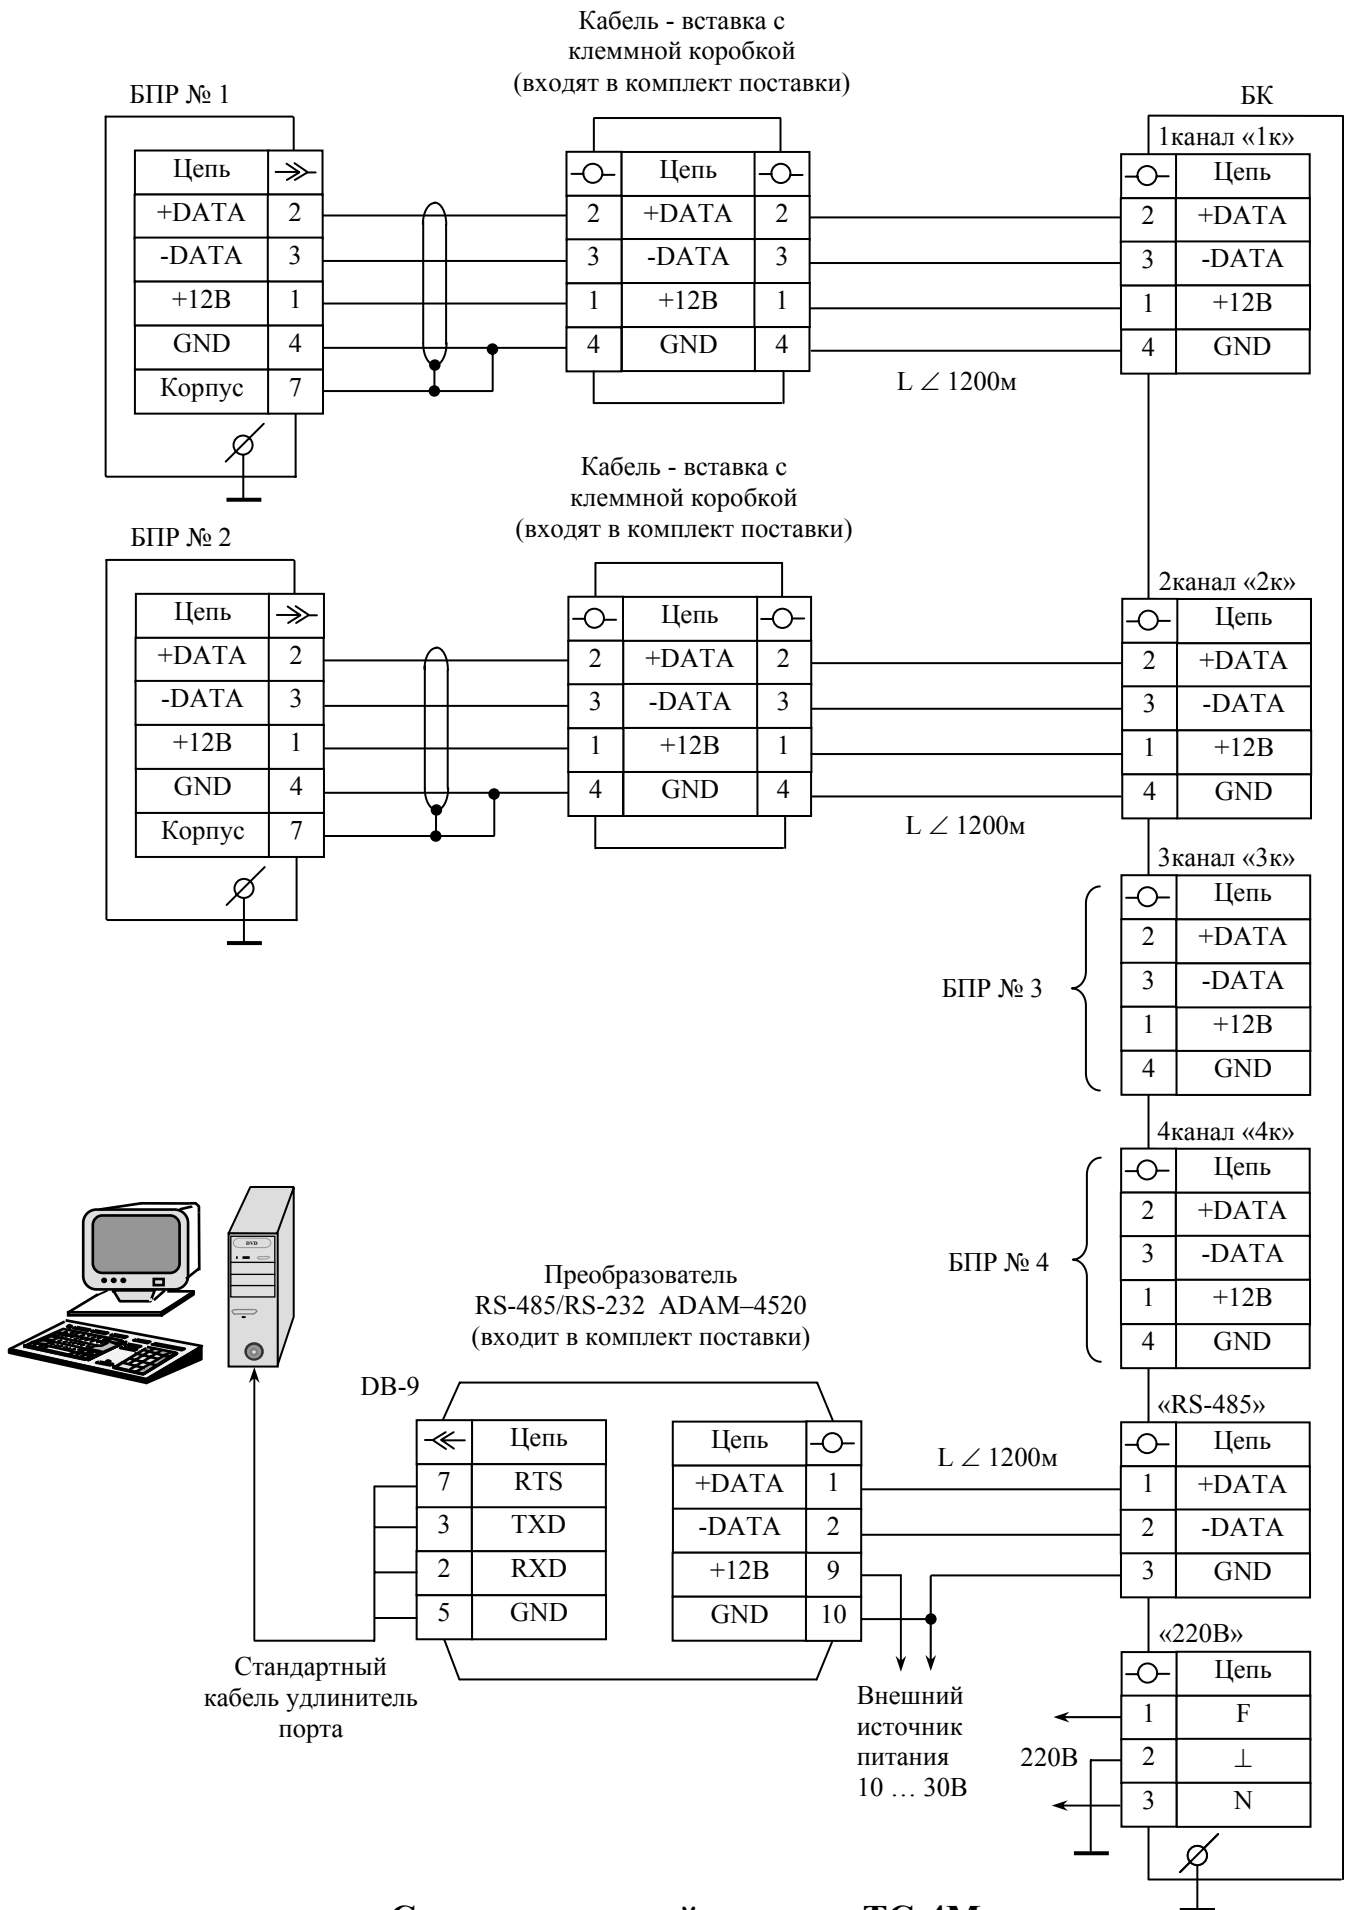 Кабель - вставка с
клеммной коробкой
(входят в комплект поставки)
БПР № 1
БК
1канал «1к»
Цепь
+DATA 2
-DATA 3
+12В 1
GND 4
Корпус 7
Цепь
2 +DATA 2
3 -DATA 3
1 +12В 1
4 GND 4
L ∠ 1200м
Цепь
2 +DATA
3 -DATA
1 +12В
4 GND
Кабель - вставка с
клеммной коробкой
(входят в комплект поставки)
БПР № 2
2канал «2к»
Цепь
+DATA 2
-DATA 3
+12В 1
GND 4
Корпус 7
Цепь
2 +DATA 2
3 -DATA 3
1 +12В 1
4 GND 4
L ∠ 1200м
Цепь
2 +DATA
3 -DATA
1 +12В
4 GND
3канал «3к»
БПР № 3
Цепь
2 +DATA
3 -DATA
1 +12В
4 GND
4канал «4к»
БПР № 4
Цепь
2 +DATA
3 -DATA
1 +12В
4 GND
DVD
Преобразователь
RS-485/RS-232 ADAM–4520
(входит в комплект поставки)
DB-9
Цепь
7 RTS
3 TXD
2 RXD
5 GND
Цепь
+DATA 1
-DATA 2
+12В 9
GND 10
L ∠ 1200м
«RS-485»
Цепь
1 +DATA
2 -DATA
3 GND
Стандартный
кабель удлинитель
порта
Внешний
источник
питания
10 … 30В
«220В»
220В
Цепь
1 F
2 ⊥
3 N